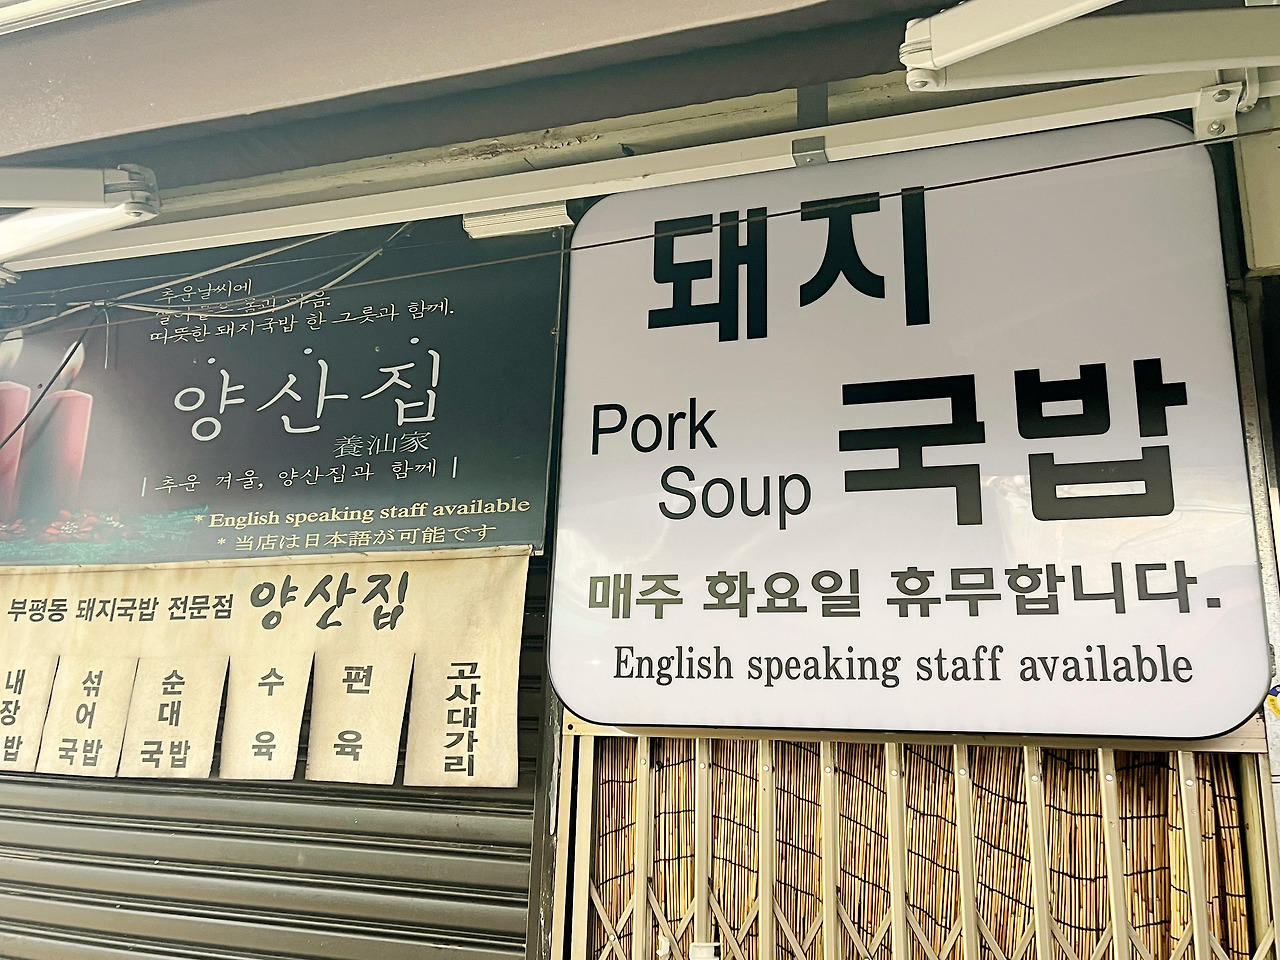 추운날씨에
따뜻한 돼지국밥 한 그릇과 함께.
양산집
養汕家
| 추운 겨울, 양산집과 함께 |
* English speaking staff available
* 当店は日本語が可能です
부평동 돼지국밥 전문점 양산집
내장 밥
섞어 국밥
순대 국밥
수육
편육
고사대가리
돼지
국밥
Pork
Soup
매주 화요일 휴무합니다.
English speaking staff available